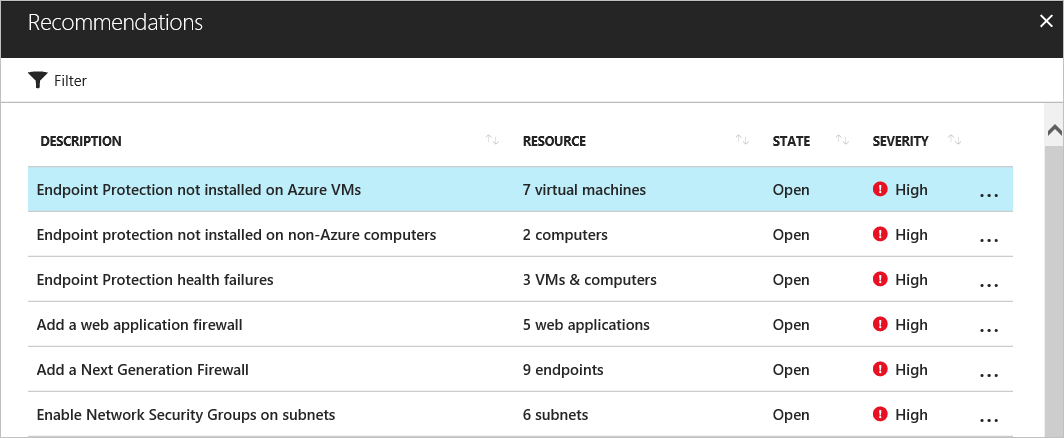 Recommendations
Filter
DESCRIPTION RESOURCE STATE SEVERITY
Endpoint Protection not installed on Azure VMs 7 virtual machines Open High ...
Endpoint protection not installed on non-Azure computers 2 computers Open High ...
Endpoint Protection health failures 3 VMs & computers Open High ...
Add a web application firewall 5 web applications Open High ...
Add a Next Generation Firewall 9 endpoints Open High ...
Enable Network Security Groups on subnets 6 subnets Open High ...